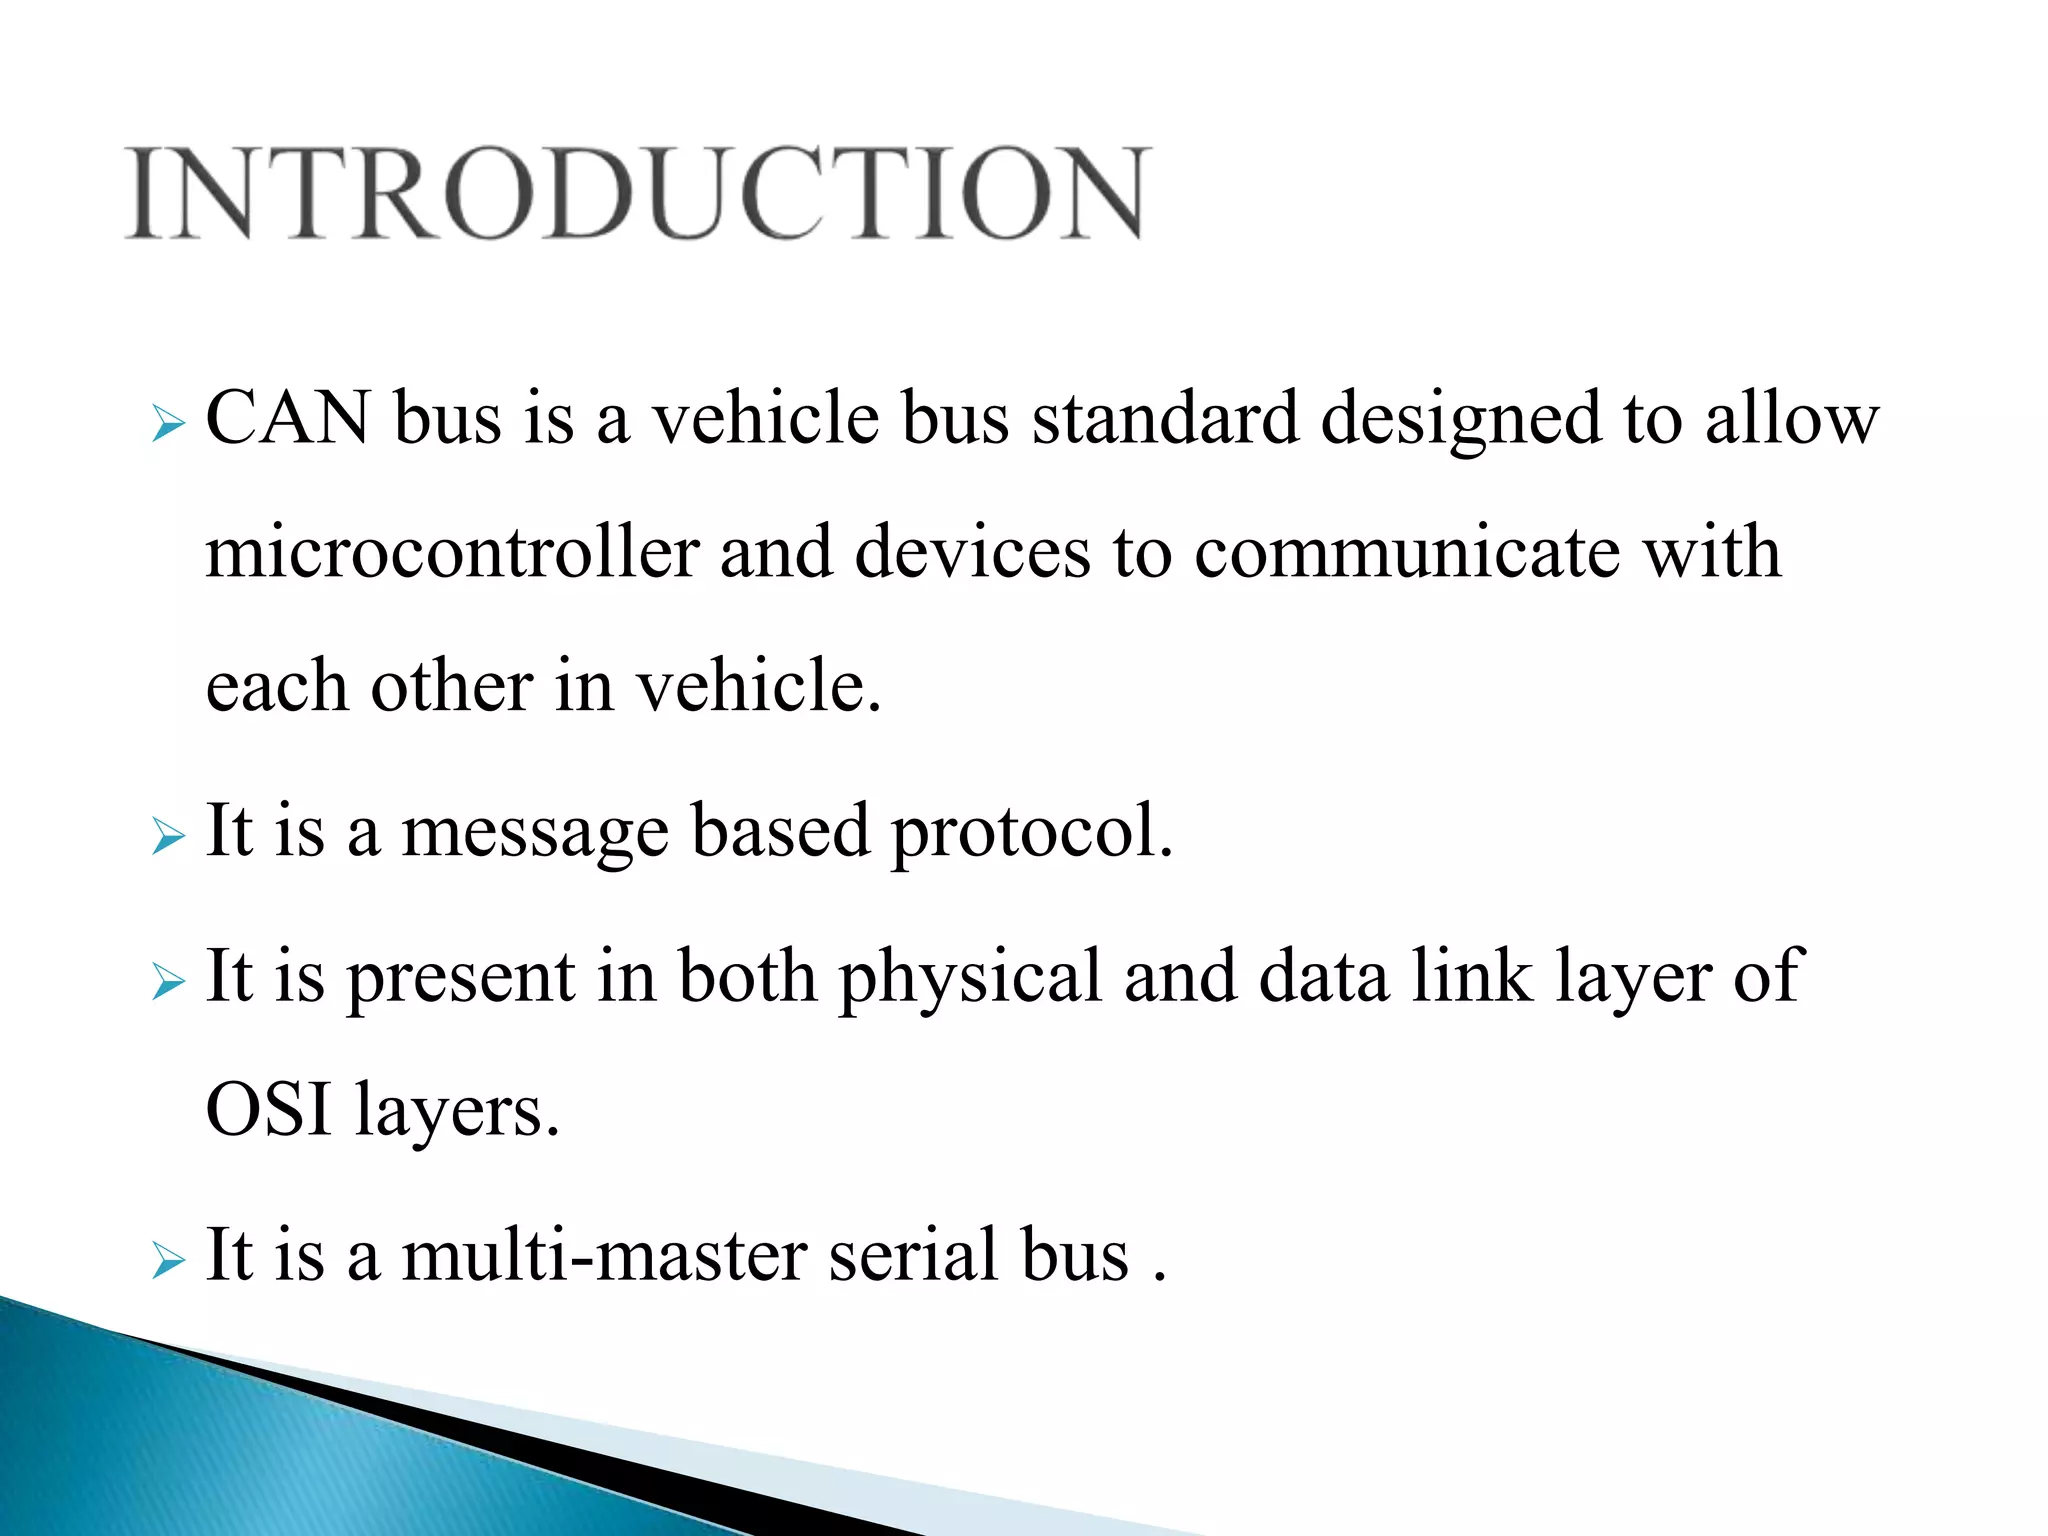 INTRODUCTION
➢ CAN bus is a vehicle bus standard designed to allow
microcontroller and devices to communicate with
each other in vehicle.
➢ It is a message based protocol.
➢ It is present in both physical and data link layer of
OSI layers.
➢ It is a multi-master serial bus .